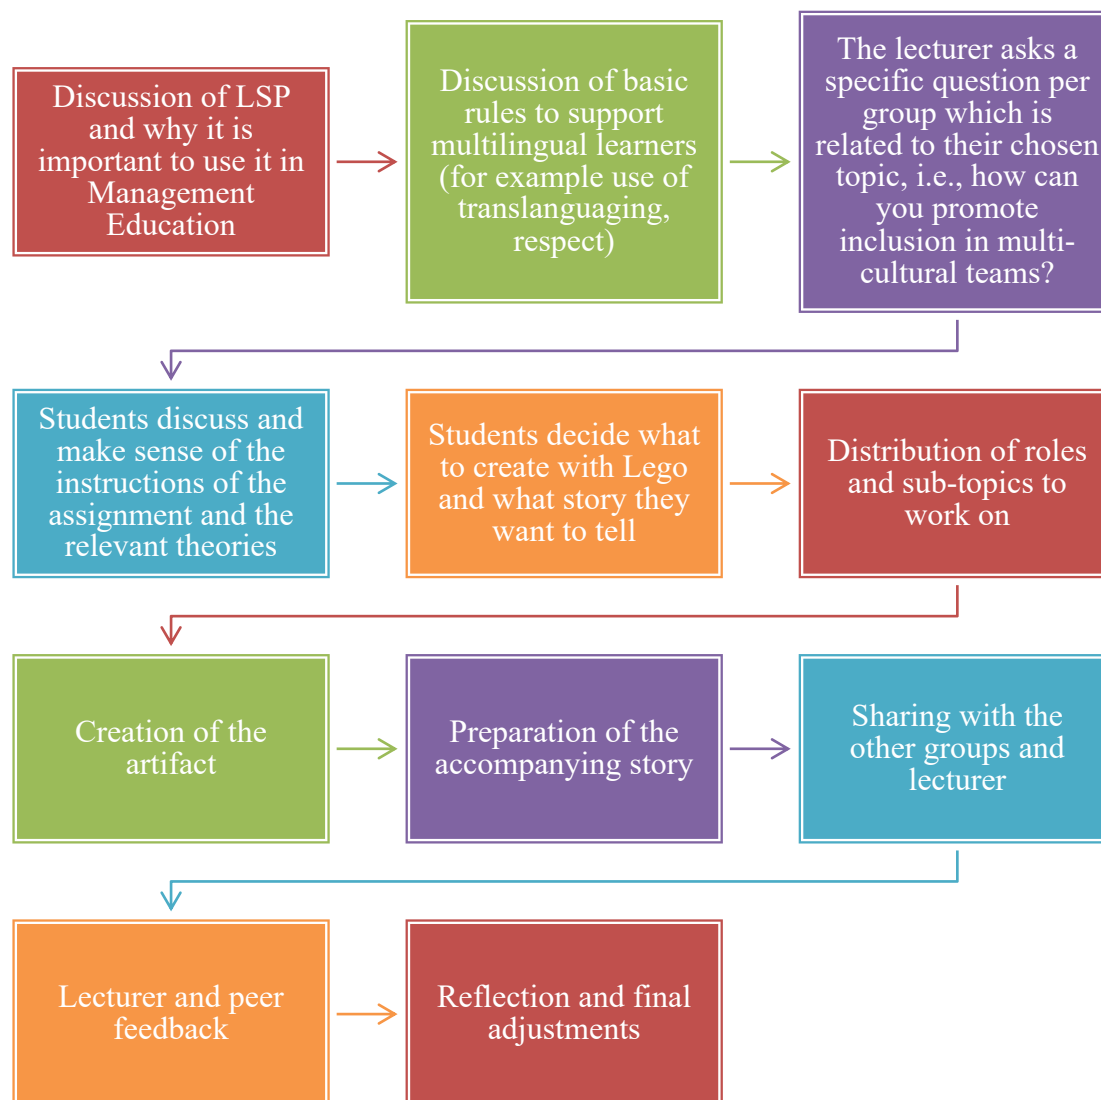 Discussion of LSP
and why it is
important to use it in
Management
Education
Discussion of basic
rules to support
multilingual learners
(for example use of
translanguaging,
respect)
The lecturer asks a
specific question per
group which is
related to their chosen
topic, i.e., how can
you promote
inclusion in multi-
cultural teams?
Students discuss and
make sense of the
instructions of the
assignment and the
relevant theories
Students decide what
to create with Lego
and what story they
want to tell
Distribution of roles
and sub-topics to
work on
Creation of the
artifact
Preparation of the
accompanying story
Sharing with the
other groups and
lecturer
Lecturer and peer
feedback
Reflection and final
adjustments